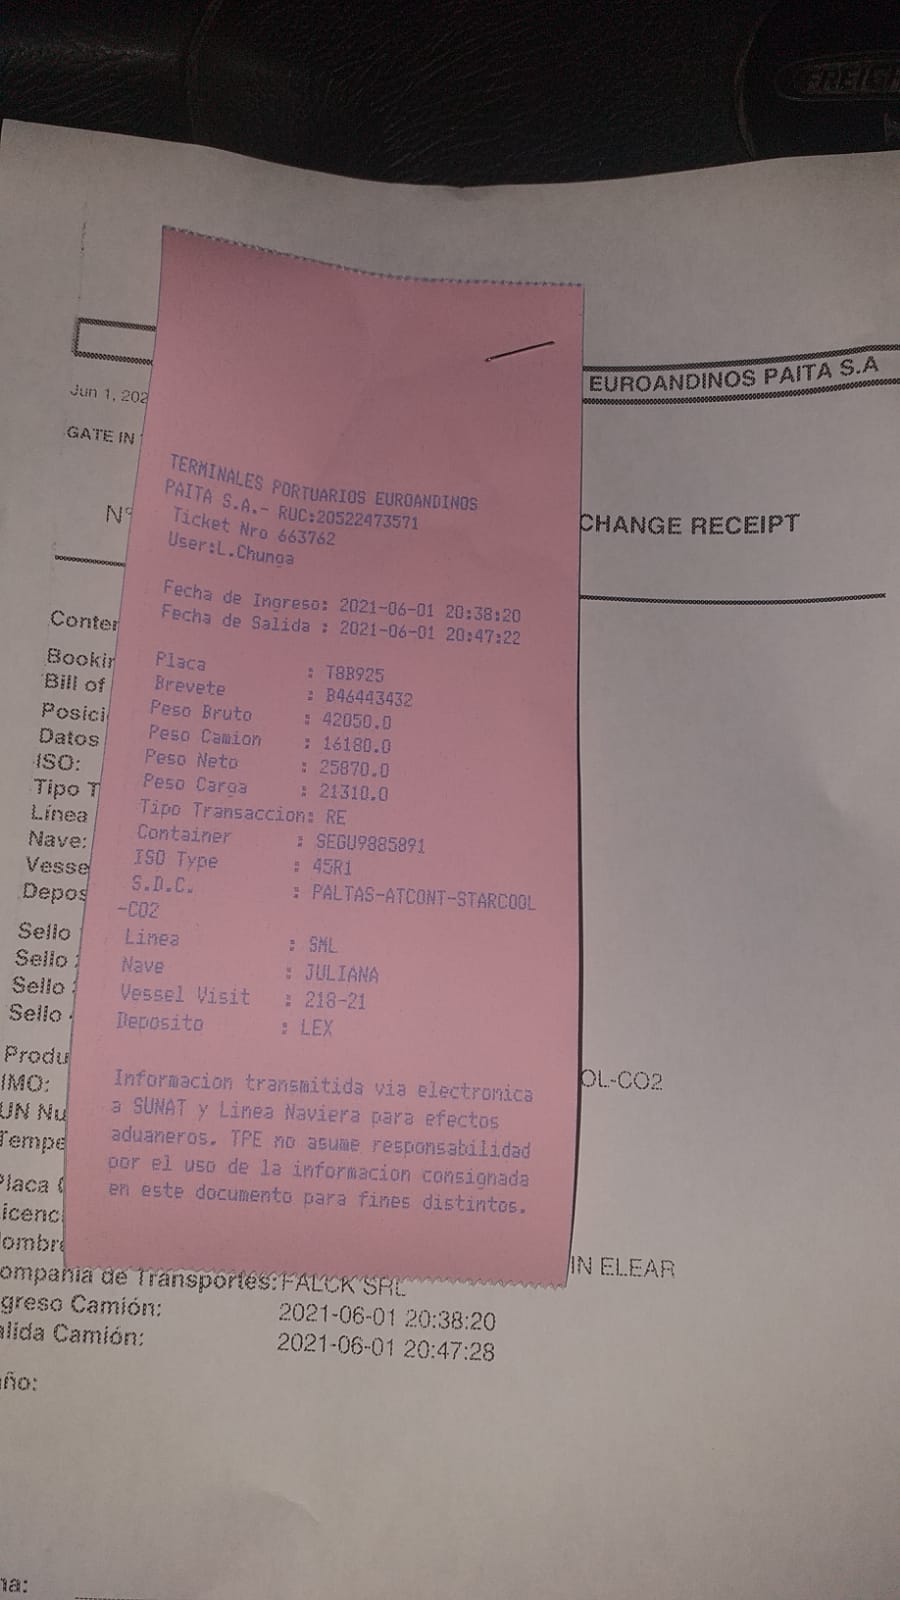 EUROANDINOS PAITA S.A
Jun 1, 202
GATE IN
CHANGE RECEIPT
TERMINALES PORTUARIOS EUROANDINOS
PAITA S.A.- RUC:20522473571
Ticket Nro 663762
User:L.Chunga
Fecha de Ingreso: 2021-06-01 20:38:20
Fecha de Salida : 2021-06-01 20:47:22
Placa : T8B925
Brevete : B46443432
Peso Bruto : 42050.0
Peso Camion : 16180.0
Peso Neto : 25870.0
Peso Carga : 21310.0
Tipo Transaccion: RE
Container : SEGU9885891
ISO Type : 45R1
S.D.C. : PALTAS-ATCONT-STARCOOL
-CO2
Linea : SML
Nave : JULIANA
Vessel Visit : 218-21
Deposito : LEX
Informacion transmitida via electronica
a SUNAT y Linea Naviera para efectos
aduaneros. TPE no asume responsabilidad
por el uso de la informacion consignada
en este documento para fines distintos.
N°
Conter
Bookin
Bill of
Posici
Datos
ISO:
Tipo T
Línea
Nave:
Vesse
Depos
Sello
Sello
Sello
Sello
Produ
OL-CO2
IMO:
UN Nu
Tempe
Placa
icenc
ombre
IN ELEAR
ompañia de Transportes: FALCK SRL
greso Camión: 2021-06-01 20:38:20
alida Camión: 2021-06-01 20:47:28
ño:
na: